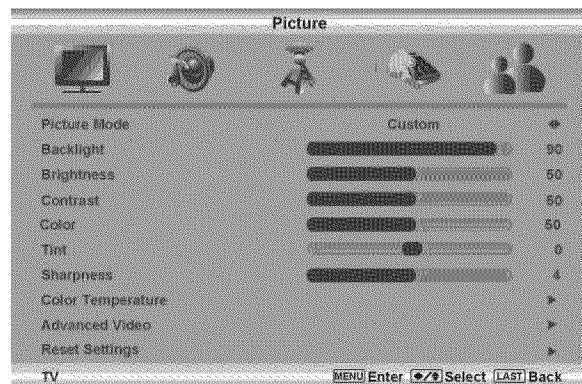 Picture
Picture Mode Custom
Backlight 90
Brightness 50
Contrast 50
Color 50
Tint 0
Sharpness 4
Color Temperature
Advanced Video
Reset Settings
TV MENU Enter Select LAST Back